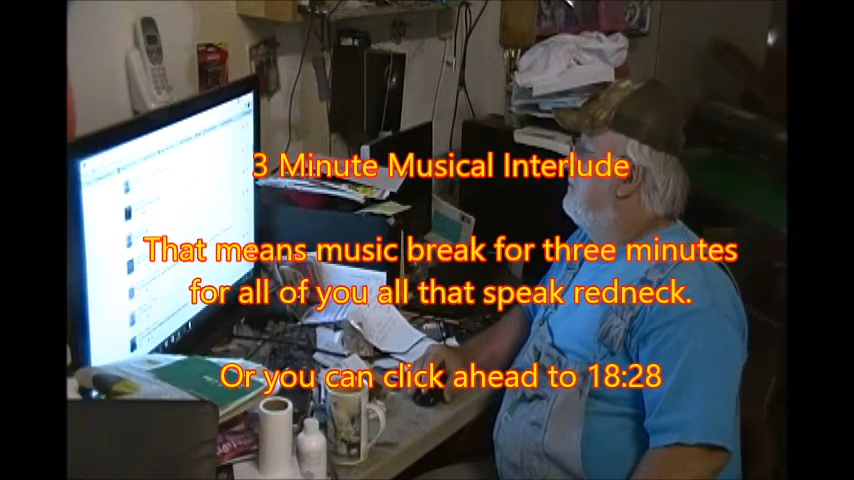 3 Minute Musical Interlude
That means music break for three minutes
for all of you all that speak redneck.
Or you can click ahead to 18:28